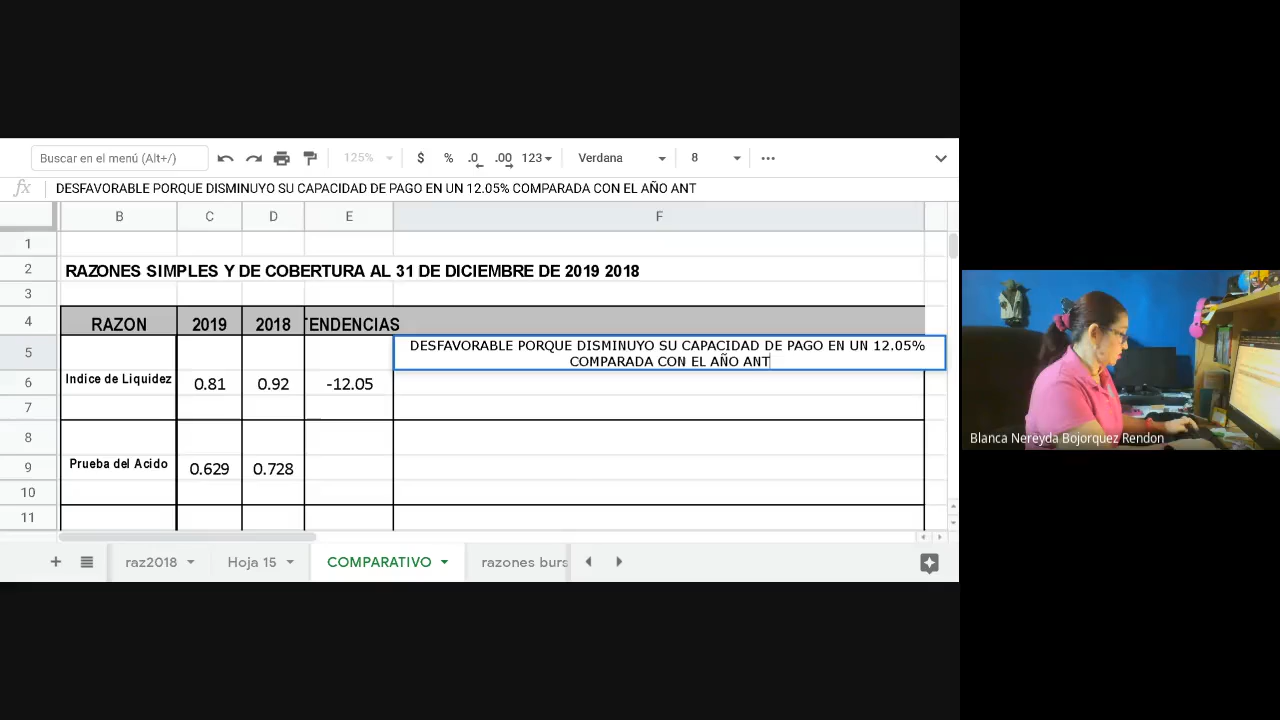 Buscar en el menú (Alt+/)
125%
$ % .0 .00 123
Verdana
8
fx DESFAVORABLE PORQUE DISMINUYO SU CAPACIDAD DE PAGO EN UN 12.05% COMPARADA CON EL AÑO ANT
B C D E F
1
2 RAZONES SIMPLES Y DE COBERTURA AL 31 DE DICIEMBRE DE 2019 2018
3
4 RAZON 2019 2018 TENDENCIAS
5 DESFAVORABLE PORQUE DISMINUYO SU CAPACIDAD DE PAGO EN UN 12.05%
COMPARADA CON EL AÑO ANT
6 Indice de Liquidez 0.81 0.92 -12.05
7
8
9 Prueba del Acido 0.629 0.728
10
11
raz2018 Hoja 15 COMPARATIVO razones burs
Blanca Nereyda Bojorquez Rendon